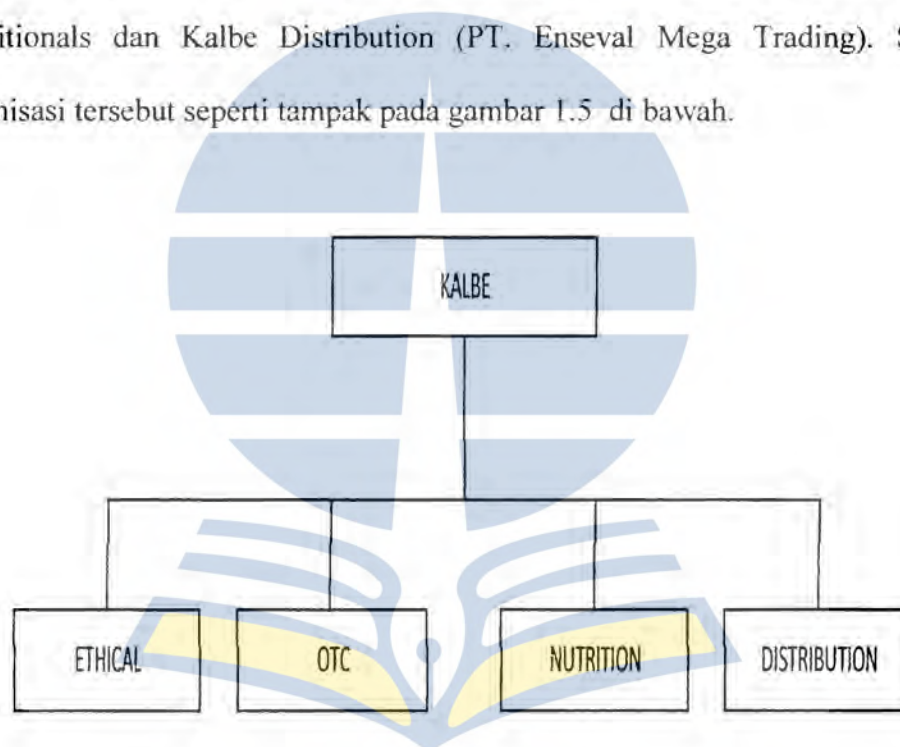 itionals dan Kalbe Distribution (PT. Enseval Mega Trading). S
nisasi tersebut seperti tampak pada gambar 1.5 di bawah.
KALBE
ETHICAL OTC NUTRITION DISTRIBUTION